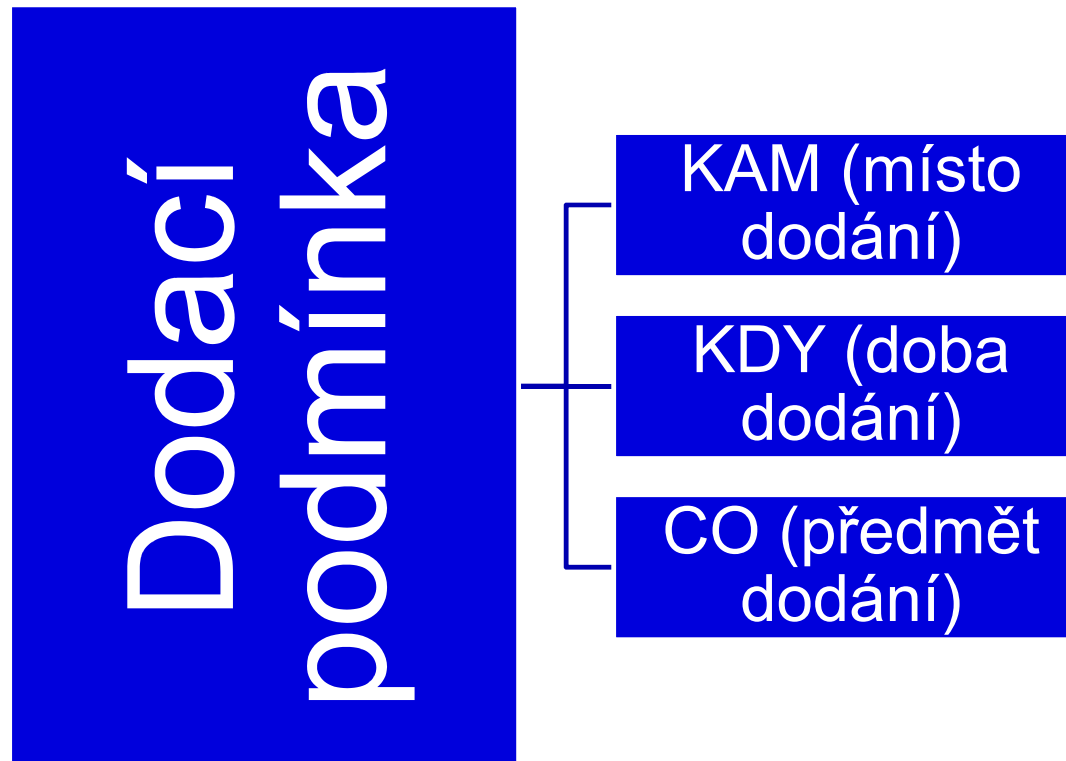 Dodací
podmínka
KAM (místo
dodání)
KDY (doba
dodání)
CO (předmět
dodání)